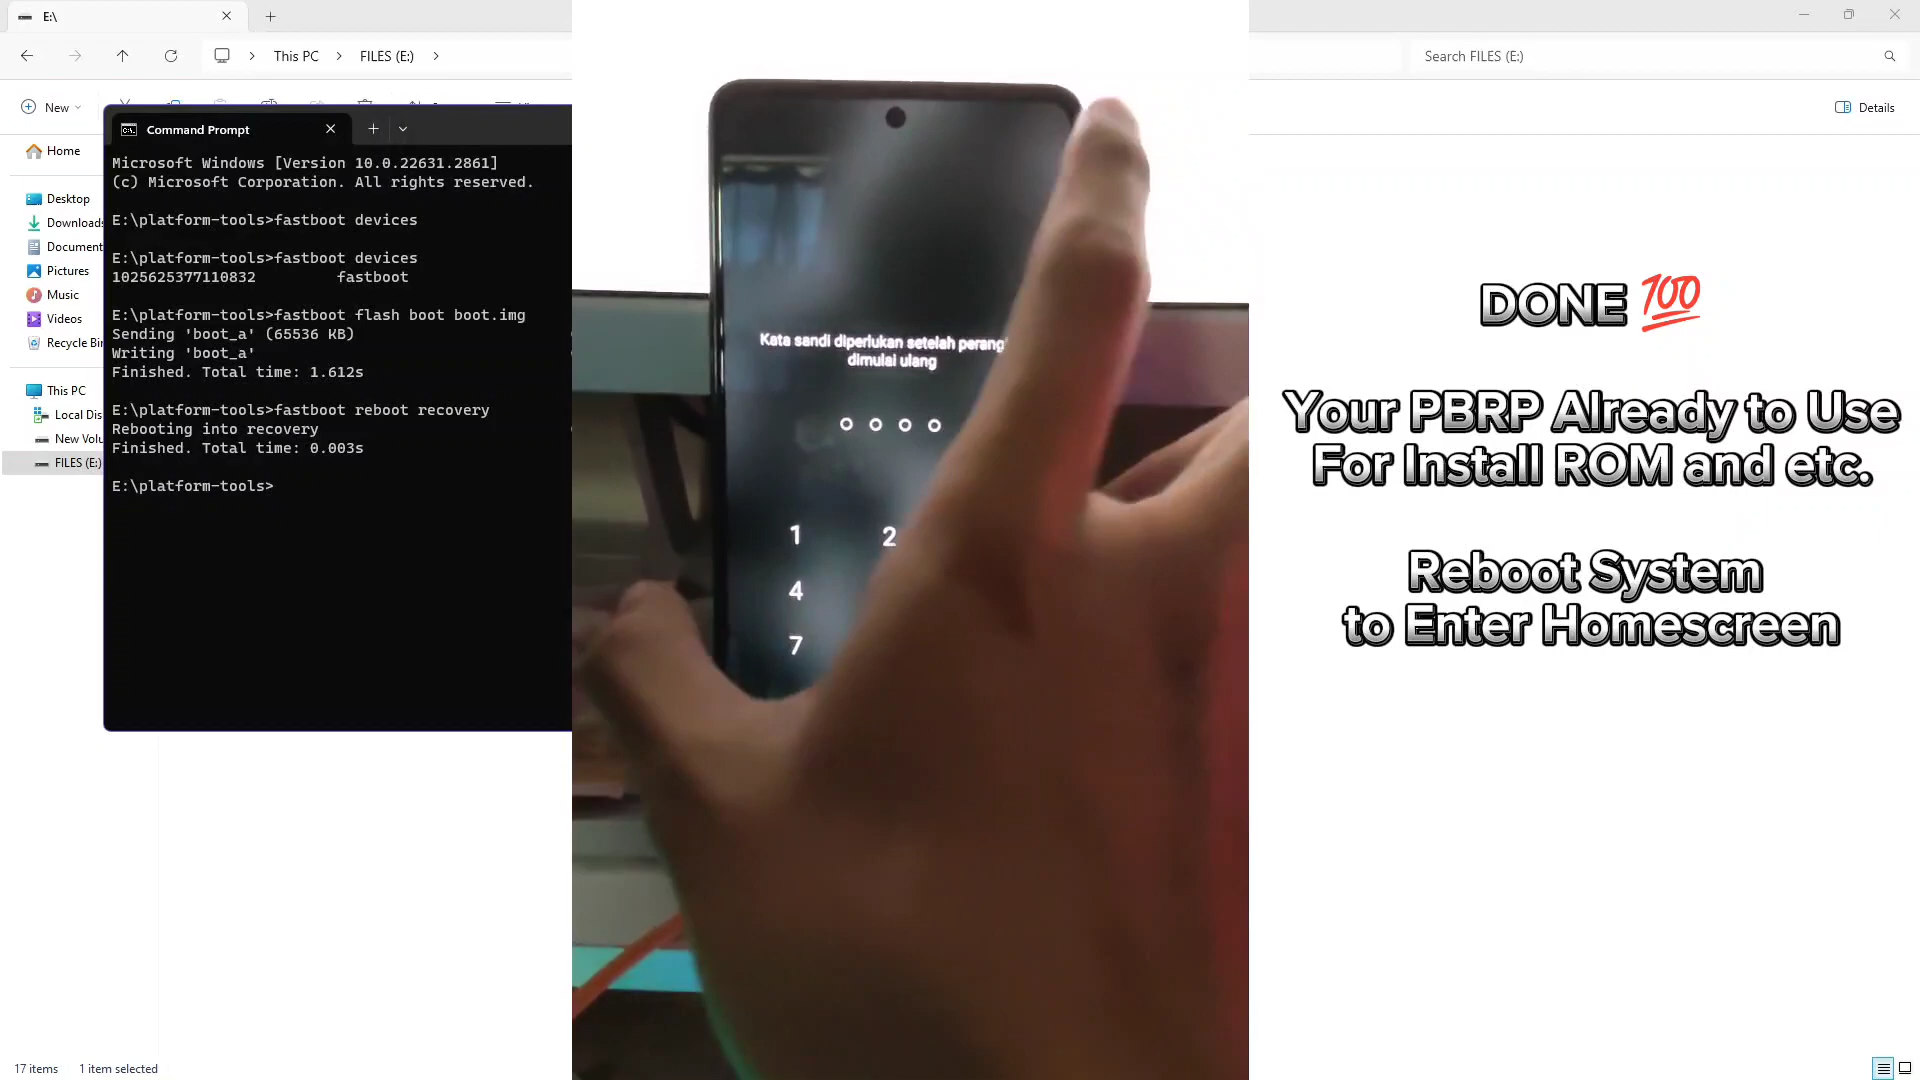 E:\
This PC
FILES (E:)
Search FILES (E:)
New
Details
Command Prompt
Home
Desktop
Downloads
Document
Pictures
Music
Videos
Recycle Bi
This PC
Local Dis
New Volu
FILES (E:)
Microsoft Windows [Version 10.0.22631.2861]
(c) Microsoft Corporation. All rights reserved.
E:\platform-tools>fastboot devices
E:\platform-tools>fastboot devices
1025625377110832 fastboot
E:\platform-tools>fastboot flash boot boot.img
Sending 'boot_a' (65536 KB)
Writing 'boot_a'
Finished. Total time: 1.612s
E:\platform-tools>fastboot reboot recovery
Rebooting into recovery
Finished. Total time: 0.003s
E:\platform-tools>
Kata sandi diperlukan setelah perang
dimulai ulang
1 2
4
7
DONE 💯
Your PBRP Already to Use
For Install ROM and etc.
Reboot System
to Enter Homescreen
17 items 1 item selected